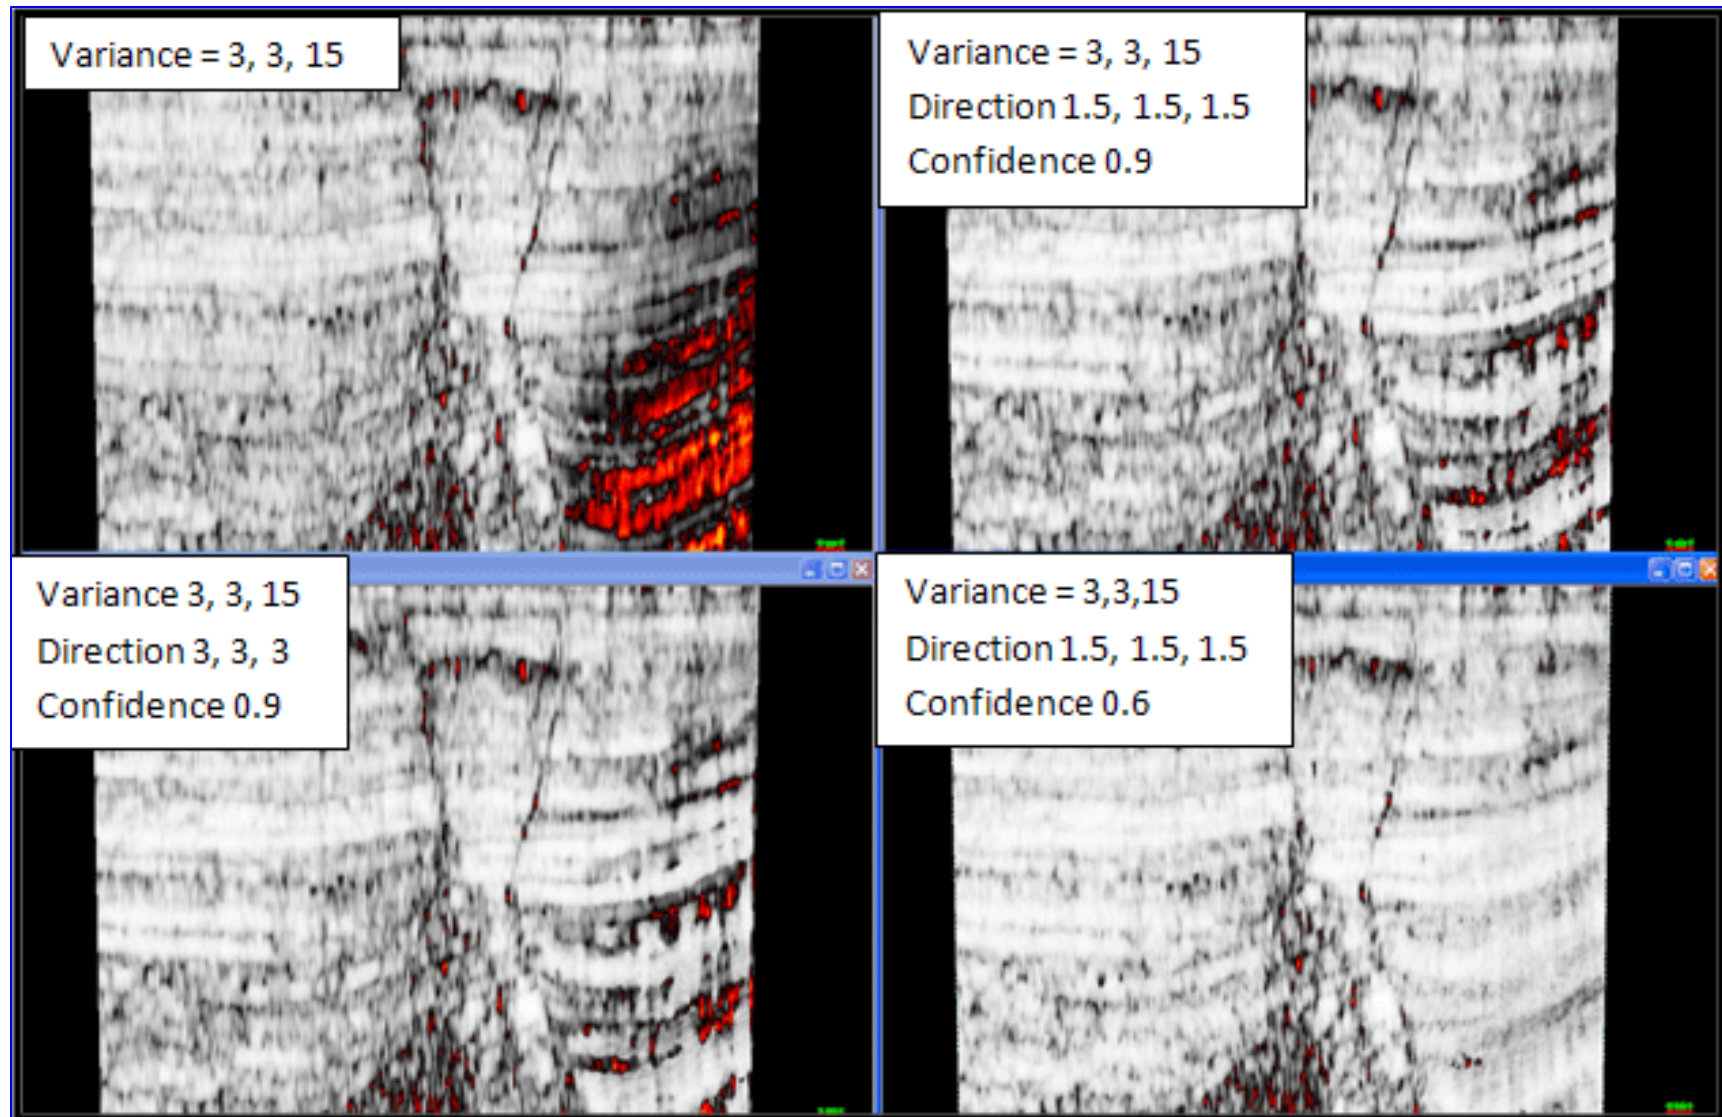 Variance = 3, 3, 15
Variance = 3, 3, 15
Direction 1.5, 1.5, 1.5
Confidence 0.9
Variance 3, 3, 15
Direction 3, 3, 3
Confidence 0.9
Variance = 3,3,15
Direction 1.5, 1.5, 1.5
Confidence 0.6